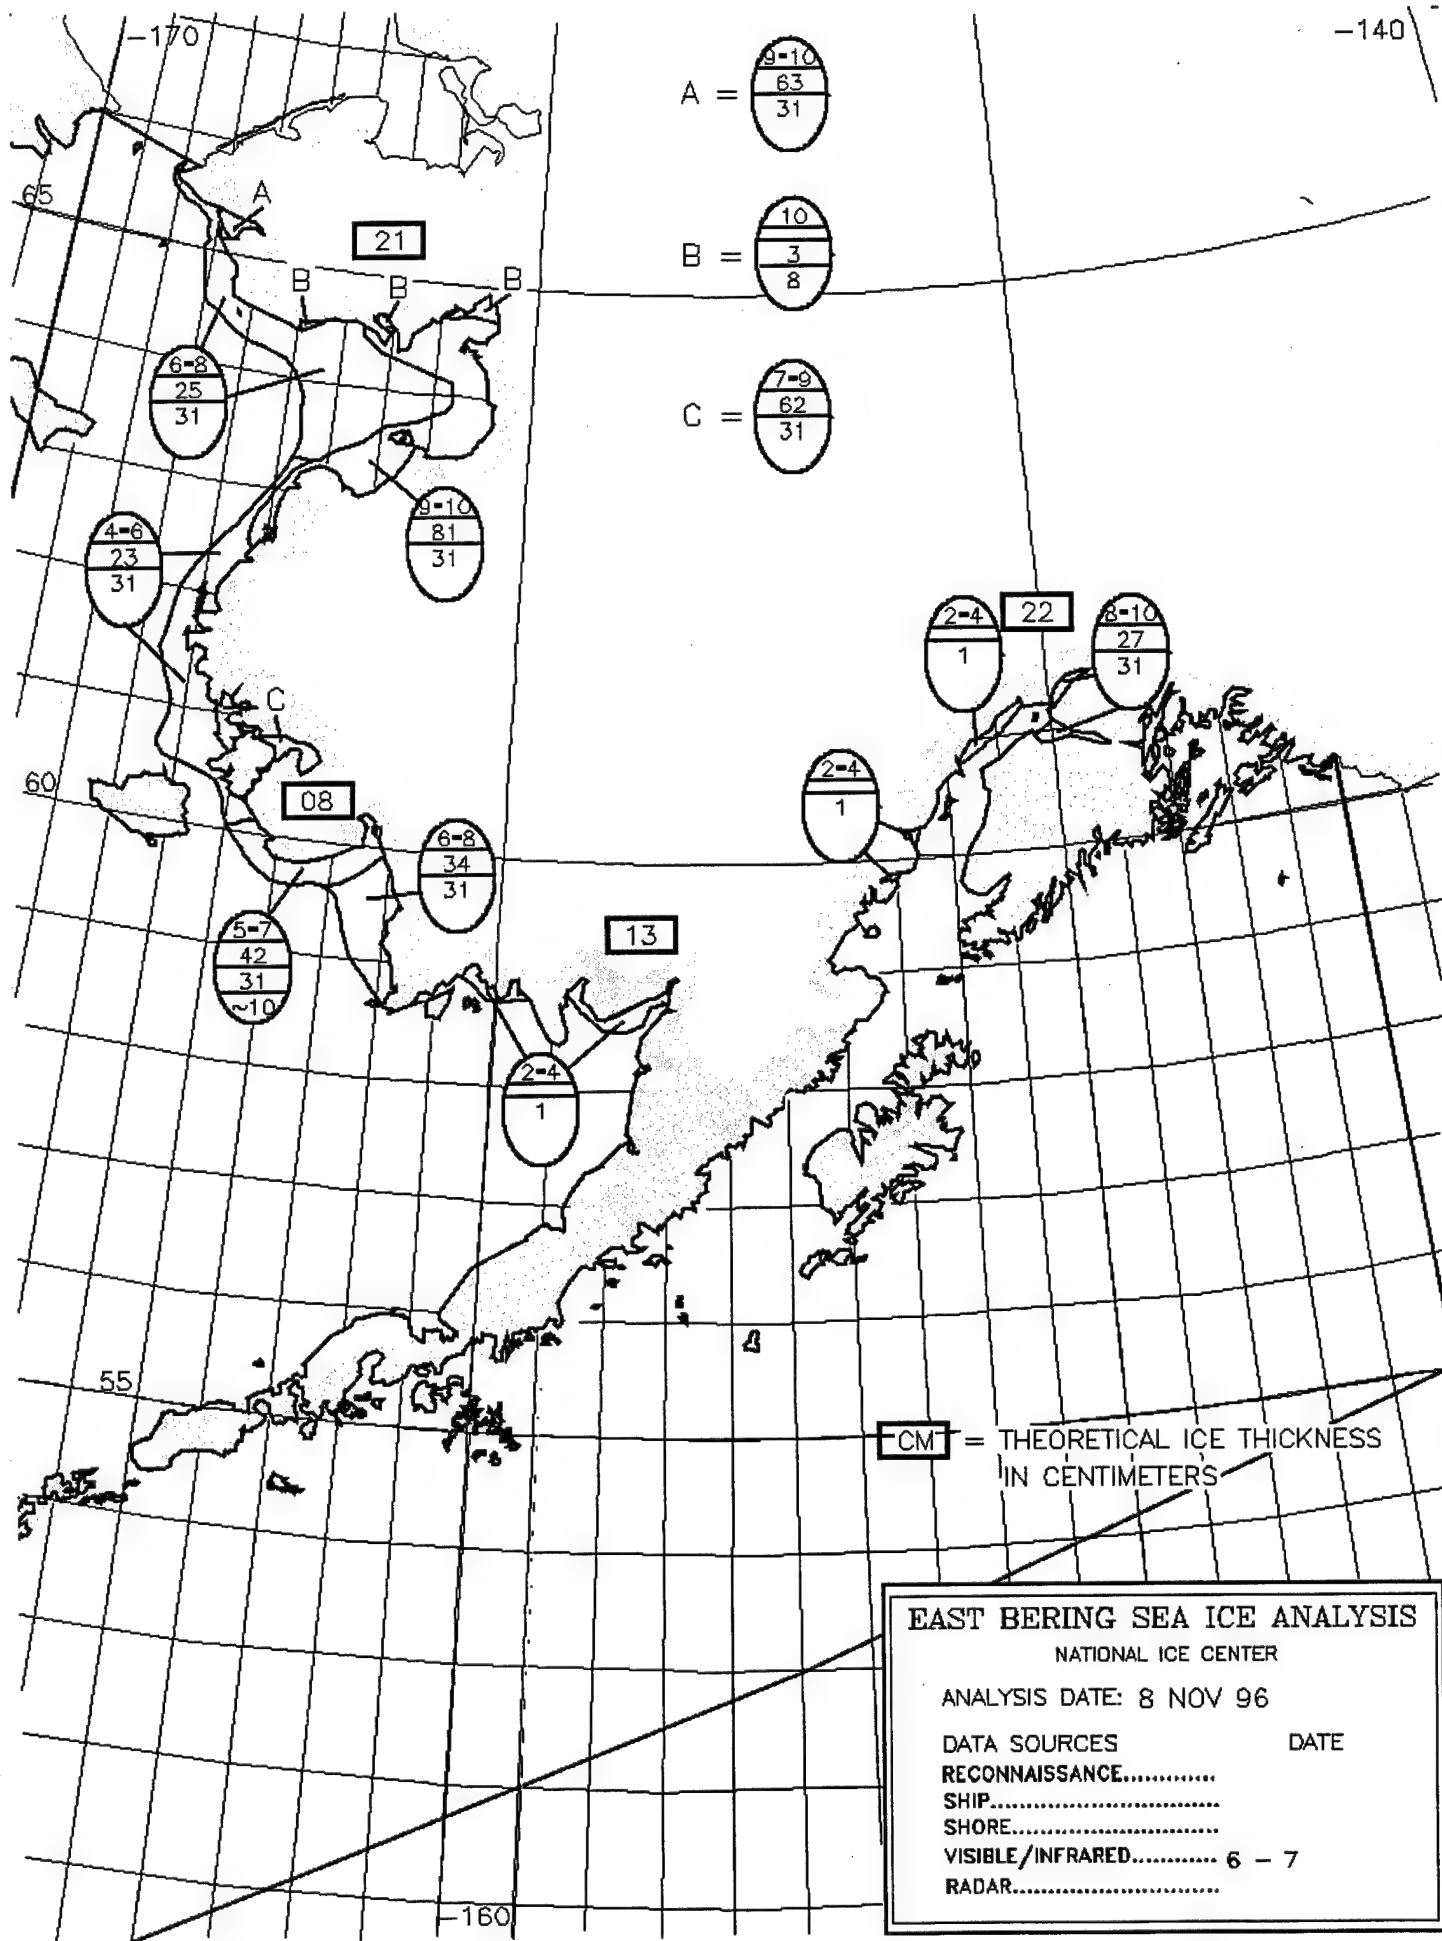 -170
-140
A =
9-10
63
31
65
A
21
B =
10
3
8
B
B
B
6-8
25
31
C =
7-9
62
31
9-10
81
31
4-6
23
31
2-4
1
22
8-10
27
31
C
60
08
2-4
1
6-8
34
31
5-7
42
31
~10
13
2-4
1
55
CM = THEORETICAL ICE THICKNESS
IN CENTIMETERS
EAST BERING SEA ICE ANALYSIS
NATIONAL ICE CENTER
ANALYSIS DATE: 8 NOV 96
DATA SOURCES DATE
RECONNAISSANCE.............
SHIP................................
SHORE.............................
VISIBLE/INFRARED............ 6 - 7
RADAR.............................
-160